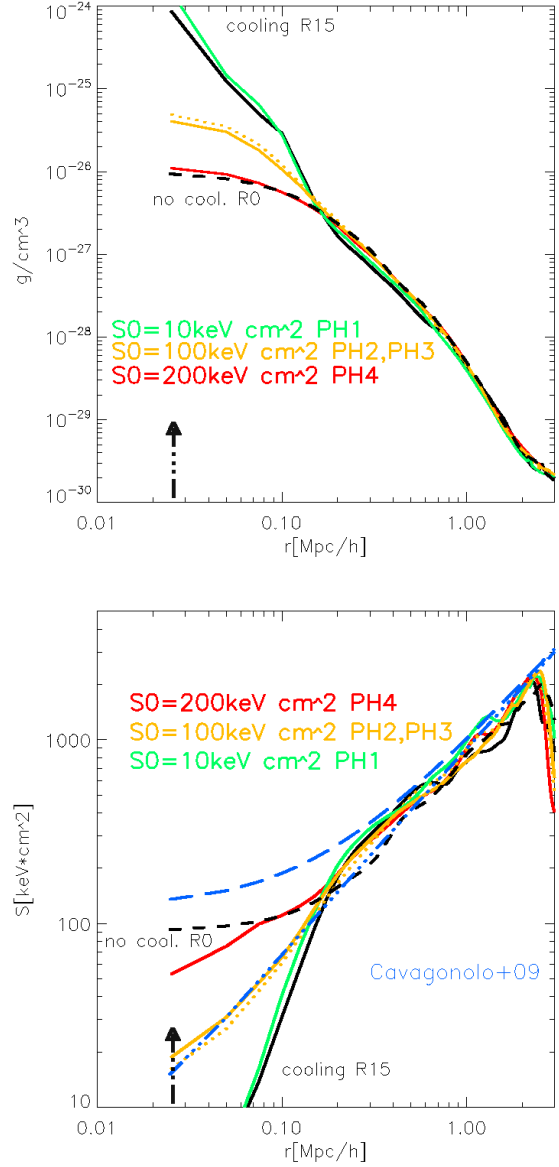 10^-24
cooling R15
10^-25
10^-26
no cool. R0
g/cm^3
10^-27
10^-28
S0=10keV cm^2 PH1
S0=100keV cm^2 PH2,PH3
S0=200keV cm^2 PH4
10^-29
10^-30
0.01 0.10 1.00
r[Mpc/h]
S0=200keV cm^2 PH4
S0=100keV cm^2 PH2,PH3
1000
S0=10keV cm^2 PH1
S[keV*cm^2]
100
no cool. R0
Cavagonolo+09
cooling R15
10
0.01 0.10 1.00
r[Mpc/h]